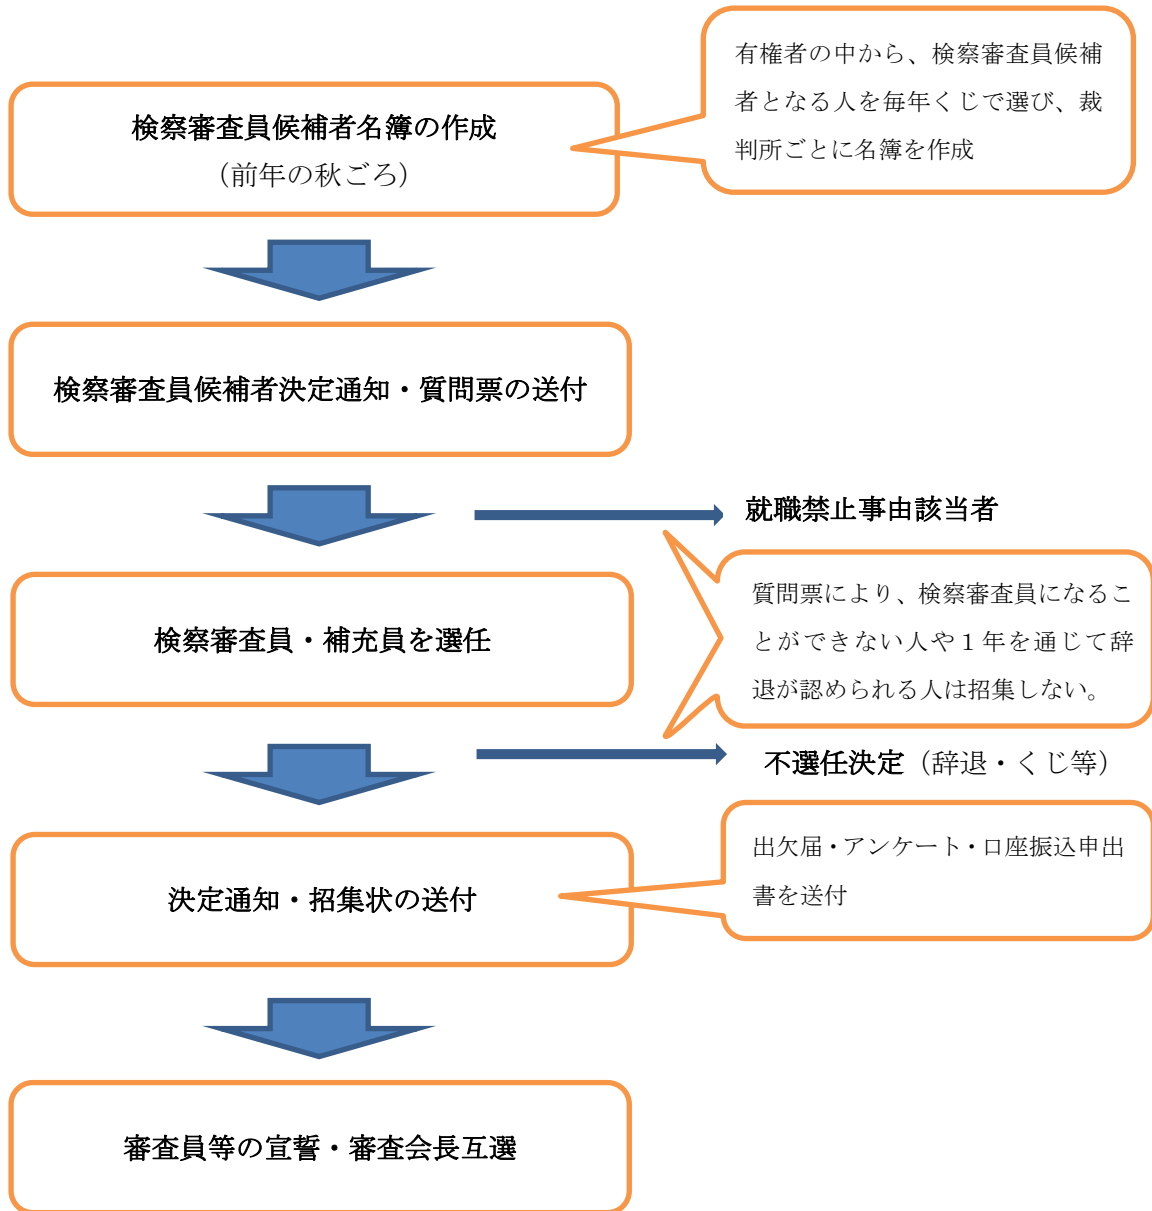 有権者の中から、検察審査員候補
者となる人を毎年くじで選び、裁
判所ごとに名簿を作成
検察審査員候補者名簿の作成
（前年の秋ごろ）
検察審査員候補者決定通知・質問票の送付
就職禁止事由該当者
質問票により、検察審査員になるこ
とができない人や１年を通じて辞
退が認められる人は招集しない。
検察審査員・補充員を選任
不選任決定（辞退・くじ等）
出欠届・アンケート・口座振込申出
書を送付
決定通知・招集状の送付
審査員等の宣誓・審査会長互選